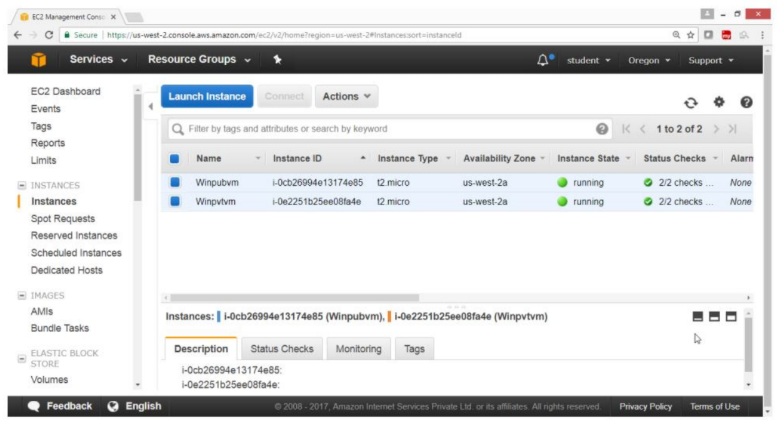 EC2 Management Conso
Secure | https://us-west-2.console.aws.amazon.com/ec2/v2/home?region=us-west-2#Instances:sort=instanceId
Services Resource Groups student Oregon Support
EC2 Dashboard
Events
Tags
Reports
Limits
INSTANCES
Instances
Spot Requests
Reserved Instances
Scheduled Instances
Dedicated Hosts
IMAGES
AMIs
Bundle Tasks
ELASTIC BLOCK
STORE
Volumes
Launch Instance Connect Actions
Filter by tags and attributes or search by keyword 1 to 2 of 2
Name Instance ID Instance Type Availability Zone Instance State Status Checks Alarm
Winpubvm i-0cb26994e13174e85 t2.micro us-west-2a running 2/2 checks ... None
Winpvtvm i-0e2251b25ee08fa4e t2.micro us-west-2a running 2/2 checks ... None
Instances: i-0cb26994e13174e85 (Winpubvm), i-0e2251b25ee08fa4e (Winpvtvm)
Description Status Checks Monitoring Tags
i-0cb26994e13174e85:
i-0e2251b25ee08fa4e:
Feedback English © 2008 - 2017, Amazon Internet Services Private Ltd. or its affiliates. All rights reserved. Privacy Policy Terms of Use